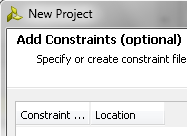 New Project
Add Constraints (optional)
Specify or create constraint file
Constraint ... Location